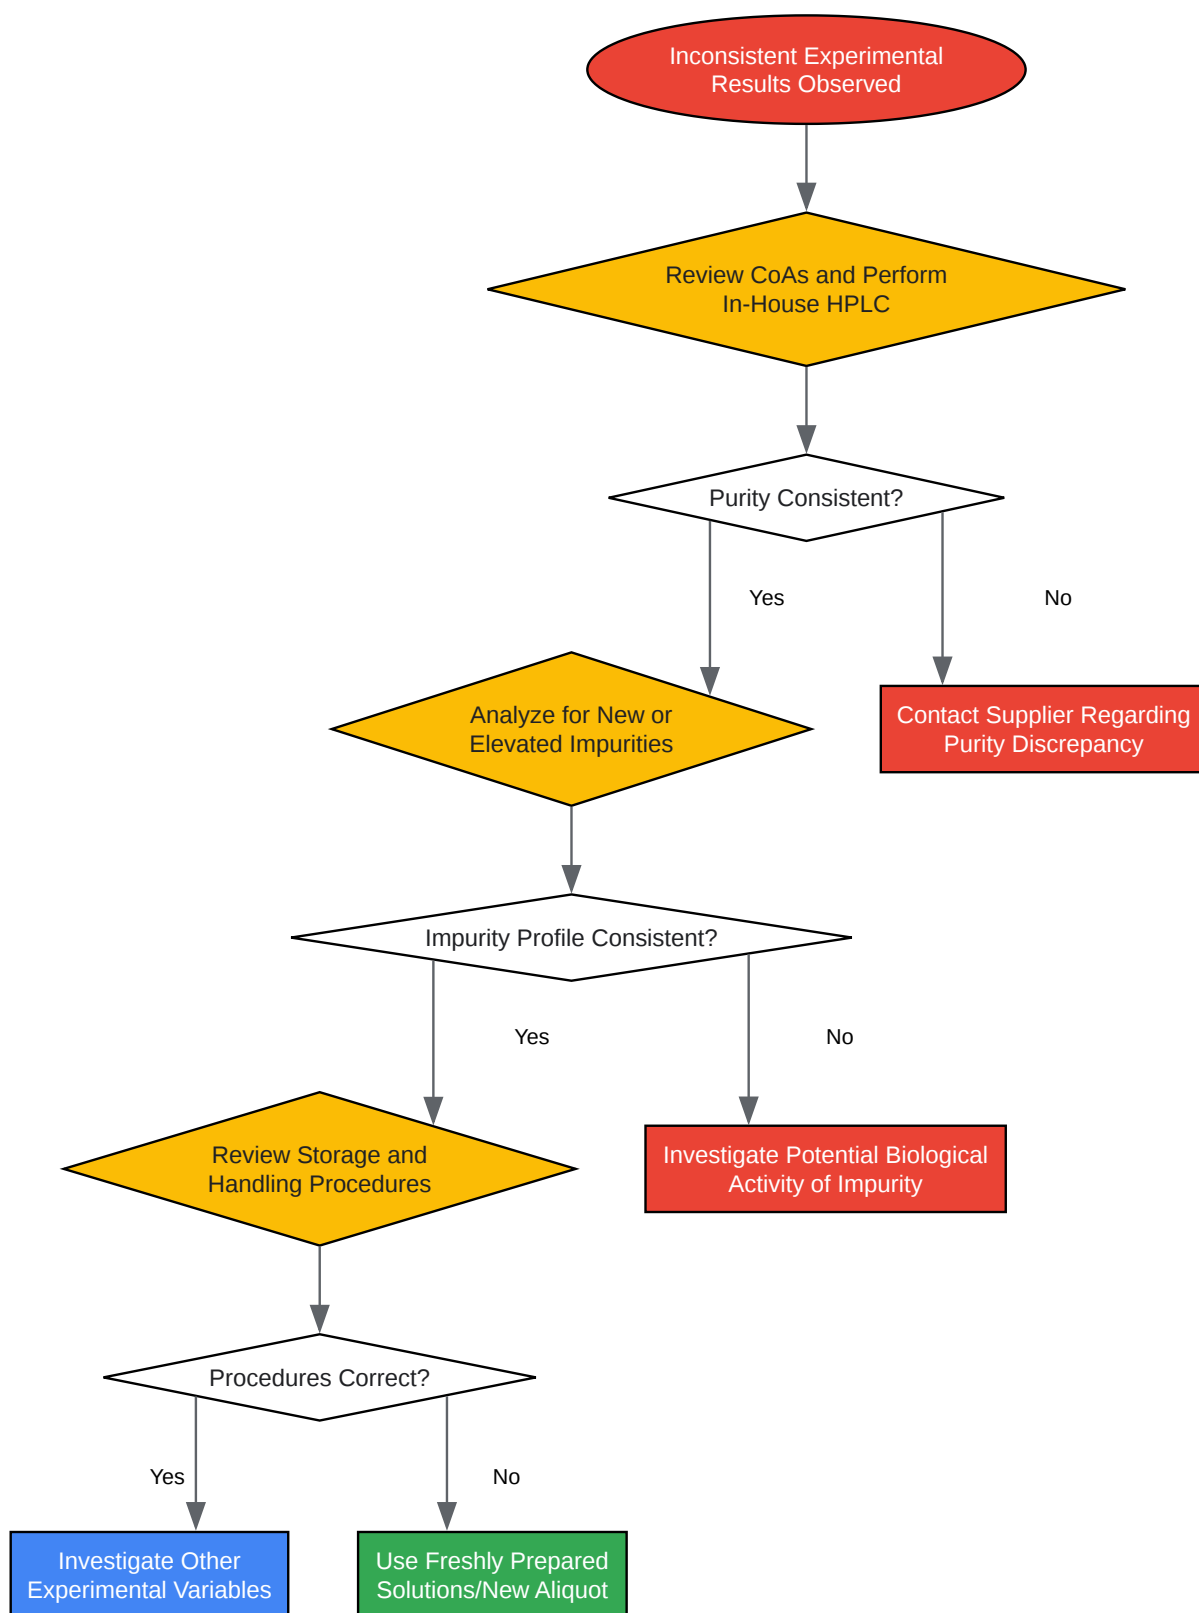 Inconsistent Experimental
Results Observed
Review CoAs and Perform
In-House HPLC
Purity Consistent?
Yes
No
Analyze for New or
Elevated Impurities
Contact Supplier Regarding
Purity Discrepancy
Impurity Profile Consistent?
Yes
No
Review Storage and
Handling Procedures
Investigate Potential Biological
Activity of Impurity
Procedures Correct?
Yes
No
Investigate Other
Experimental Variables
Use Freshly Prepared
Solutions/New Aliquot